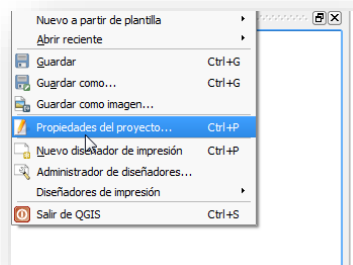 Nuevo a partir de plantilla
Abrir reciente
Guardar Ctrl+G
Guardar como... Ctrl+G
Guardar como imagen...
Propiedades del proyecto... Ctrl+P
Nuevo diseñador de impresión Ctrl+P
Administrador de diseñadores...
Diseñadores de impresión
Salir de QGIS Ctrl+S